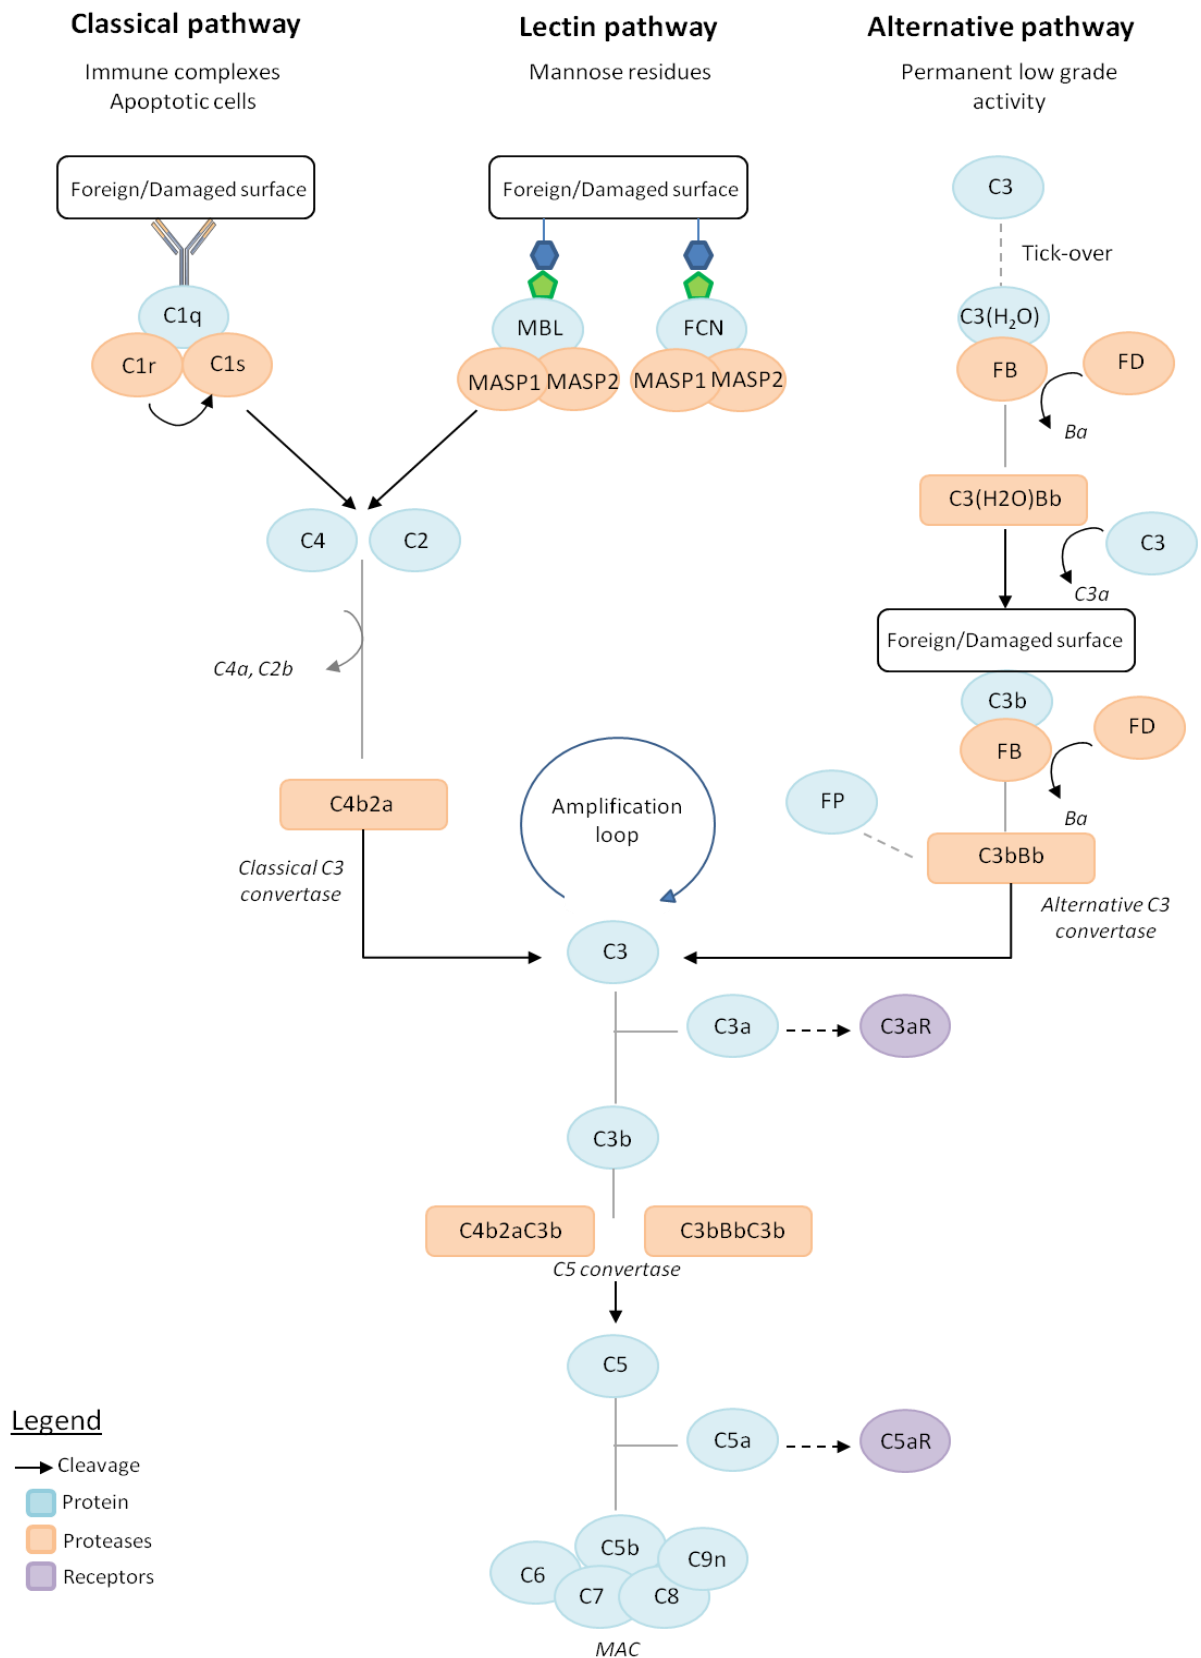 Classical pathway
Lectin pathway
Alternative pathway
Immune complexes
Apoptotic cells
Mannose residues
Permanent low grade
activity
Foreign/Damaged surface
Foreign/Damaged surface
C3
Tick-over
C1q
C1r
C1s
MBL
MASP1
MASP2
FCN
MASP1
MASP2
C3(H₂O)
FB
FD
Ba
C3(H2O)Bb
C3
C3a
C4
C2
C4a, C2b
Foreign/Damaged surface
C3b
FB
FD
Ba
FP
C3bBb
Alternative C3
convertase
C4b2a
Classical C3
convertase
Amplification
loop
C3
C3a
C3aR
C3b
C4b2aC3b
C3bBbC3b
C5 convertase
C5
C5a
C5aR
C5b
C6
C7
C8
C9n
MAC
Legend
Cleavage
Protein
Proteases
Receptors